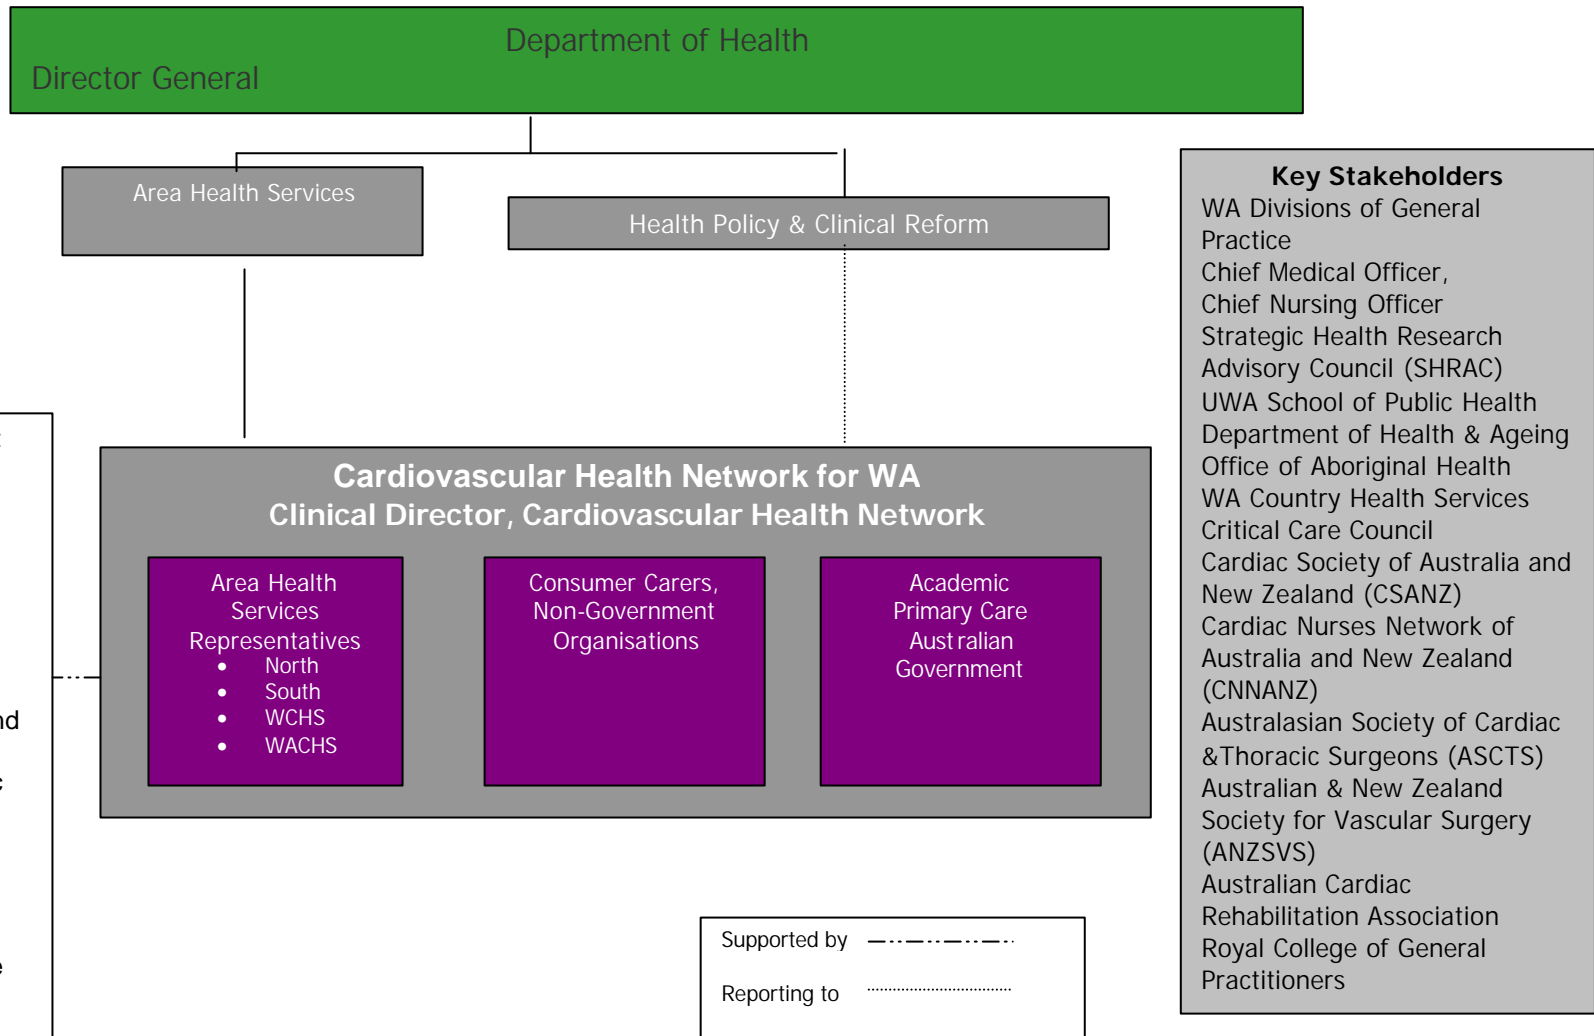 Department of Health
Director General
Area Health Services
Health Policy & Clinical Reform
Cardiovascular Health Network for WA
Clinical Director, Cardiovascular Health Network
Area Health
Services
Representatives
• North
• South
• WCHS
• WACHS
Consumer Carers,
Non-Government
Organisations
Academic
Primary Care
Australian
Government
Supported by
Reporting to
Key Stakeholders
WA Divisions of General
Practice
Chief Medical Officer,
Chief Nursing Officer
Strategic Health Research
Advisory Council (SHRAC)
UWA School of Public Health
Department of Health & Ageing
Office of Aboriginal Health
WA Country Health Services
Critical Care Council
Cardiac Society of Australia and
New Zealand (CSANZ)
Cardiac Nurses Network of
Australia and New Zealand
(CNNANZ)
Australasian Society of Cardiac
&Thoracic Surgeons (ASCTS)
Australian & New Zealand
Society for Vascular Surgery
(ANZSVS)
Australian Cardiac
Rehabilitation Association
Royal College of General
Practitioners